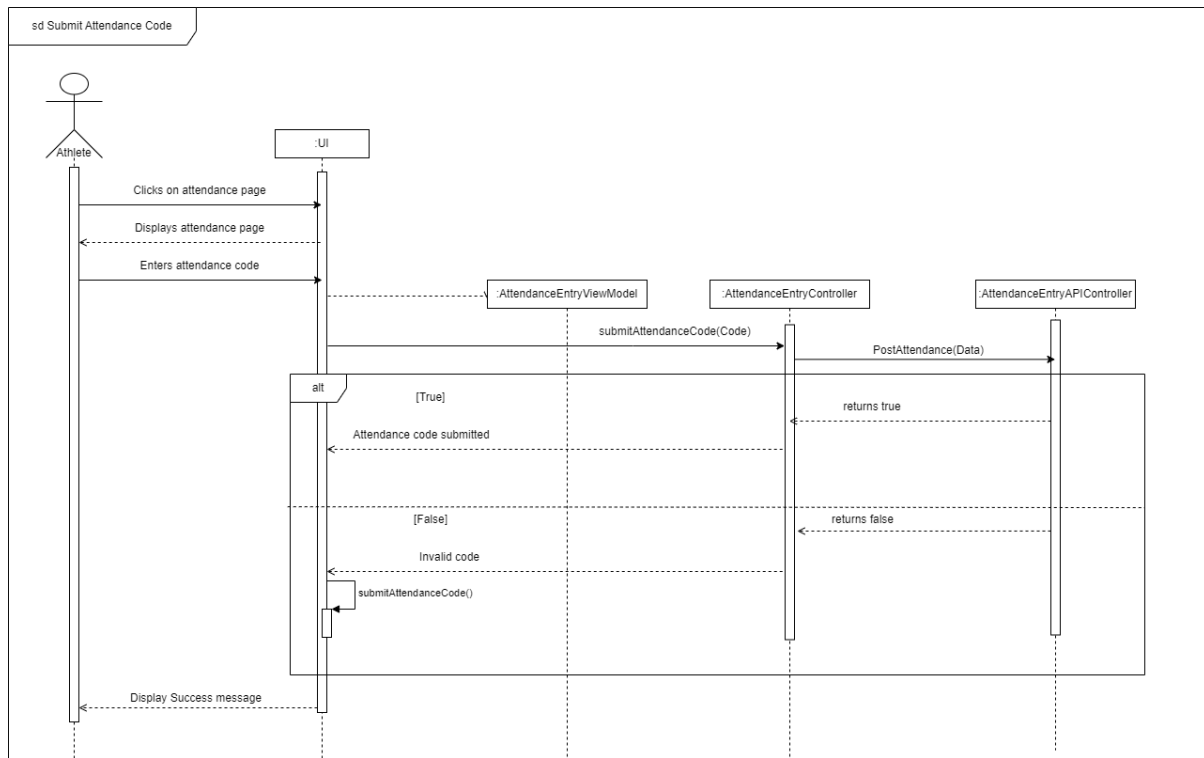 sd Submit Attendance Code
Athlete
:UI
Clicks on attendance page
Displays attendance page
Enters attendance code
:AttendanceEntryViewModel
:AttendanceEntryController
:AttendanceEntryAPIController
submitAttendanceCode(Code)
PostAttendance(Data)
alt
[True]
returns true
Attendance code submitted
[False]
returns false
Invalid code
submitAttendanceCode()
Display Success message